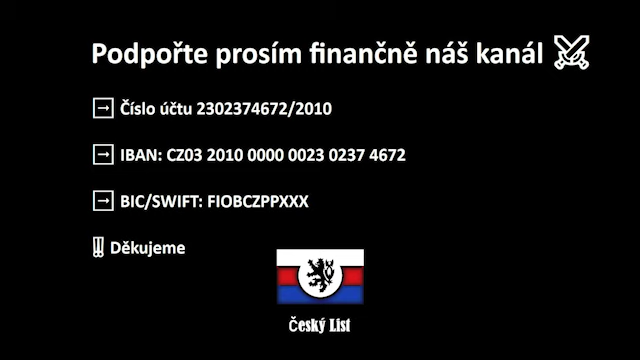 Podpořte prosím finančně náš kanál ⚔
→ Číslo účtu 2302374672/2010
→ IBAN: CZ03 2010 0000 0023 0237 4672
→ BIC/SWIFT: FIOBCZPPXXX
Děkujeme
Český List